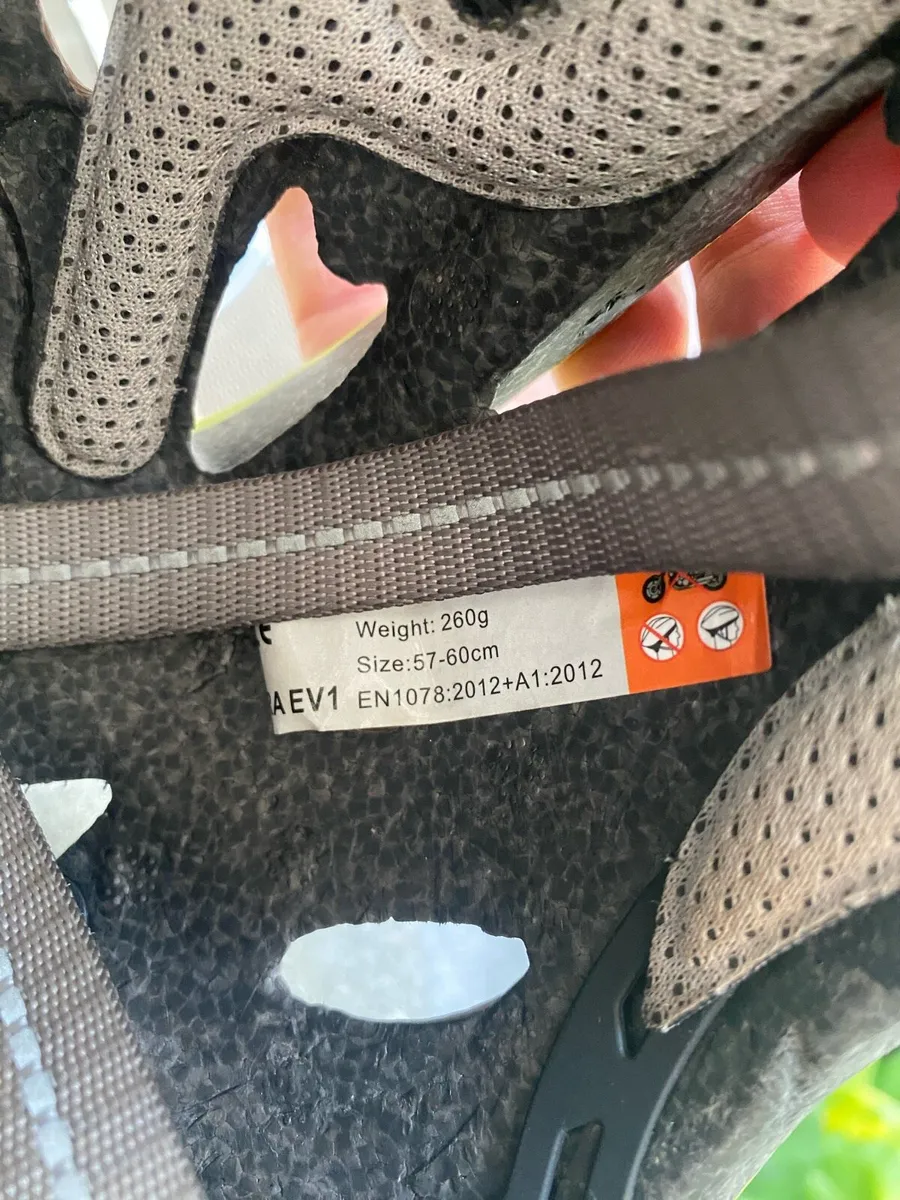 Weight: 260g
Size:57-60cm
A EV1 EN1078:2012+A1:2012